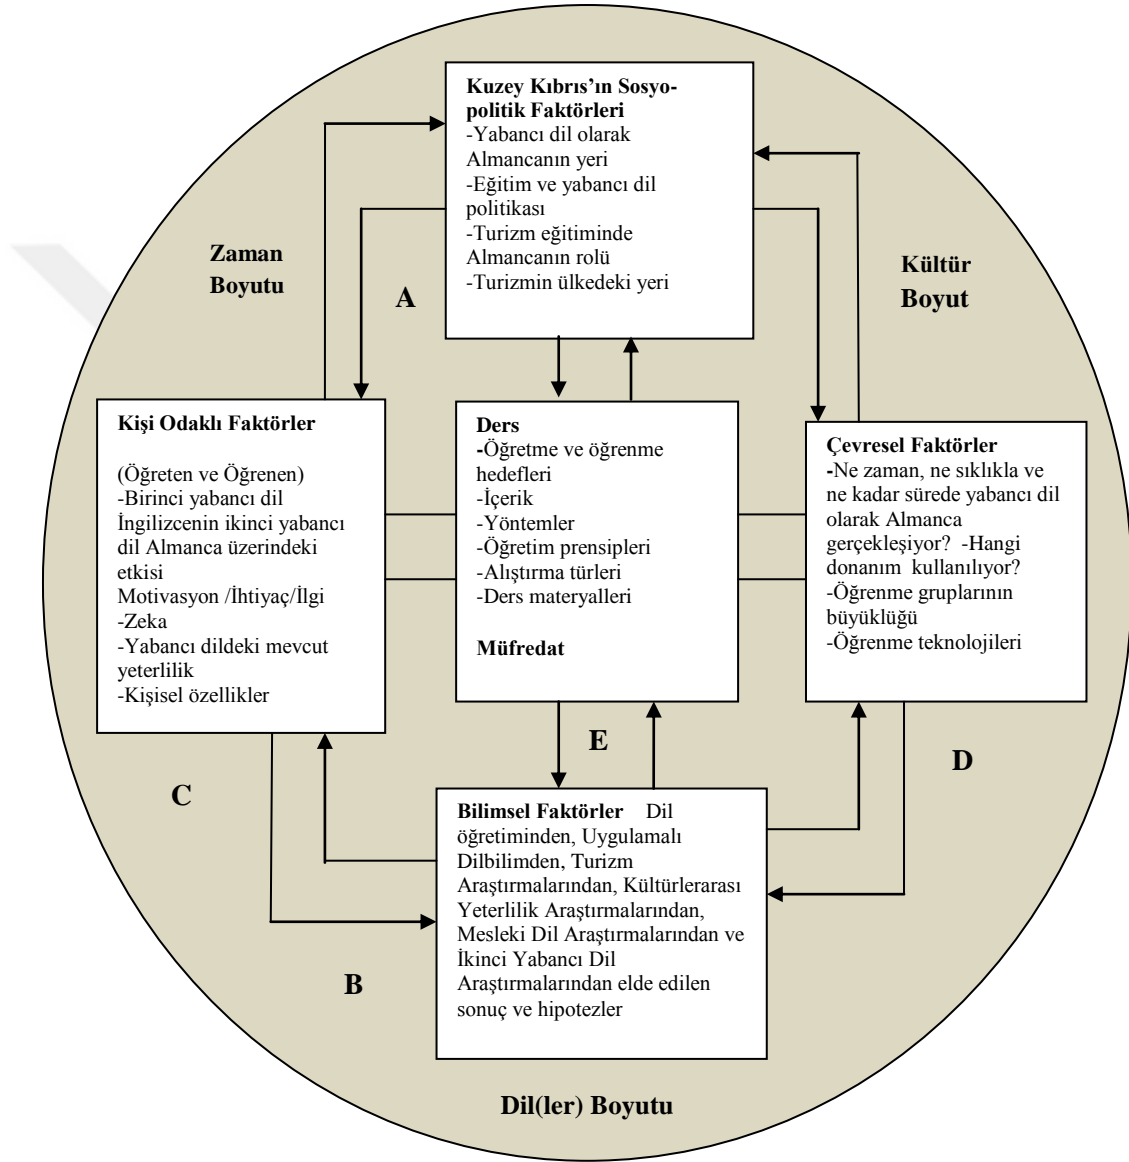 Kuzey Kıbrıs’ın Sosyo-
politik Faktörleri
-Yabancı dil olarak
Almancanın yeri
-Eğitim ve yabancı dil
politikası
-Turizm eğitiminde
Almancanın rolü
-Turizmin ülkedeki yeri
Zaman
Boyutu
A
Kültür
Boyut
Kişi Odaklı Faktörler
(Öğreten ve Öğrenen)
-Birinci yabancı dil
İngilizcenin ikinci yabancı
dil Almanca üzerindeki
etkisi
Motivasyon /İhtiyaç/İlgi
-Zeka
-Yabancı dildeki mevcut
yeterlilik
-Kişisel özellikler
Ders
-Öğretme ve öğrenme
hedefleri
-İçerik
-Yöntemler
-Öğretim prensipleri
-Alıştırma türleri
-Ders materyalleri
Müfredat
Çevresel Faktörler
-Ne zaman, ne sıklıkla ve
ne kadar sürede yabancı dil
olarak Almanca
gerçekleşiyor? -Hangi
donanım kullanılıyor?
-Öğrenme gruplarının
büyüklüğü
-Öğrenme teknolojileri
E
D
C
Bilimsel Faktörler Dil
öğretiminden, Uygulamalı
Dilbilimden, Turizm
Araştırmalarından, Kültürlerarası
Yeterlilik Araştırmalarından,
Mesleki Dil Araştırmalarından ve
İkinci Yabancı Dil
Araştırmalarından elde edilen
sonuç ve hipotezler
B
Dil(ler) Boyutu